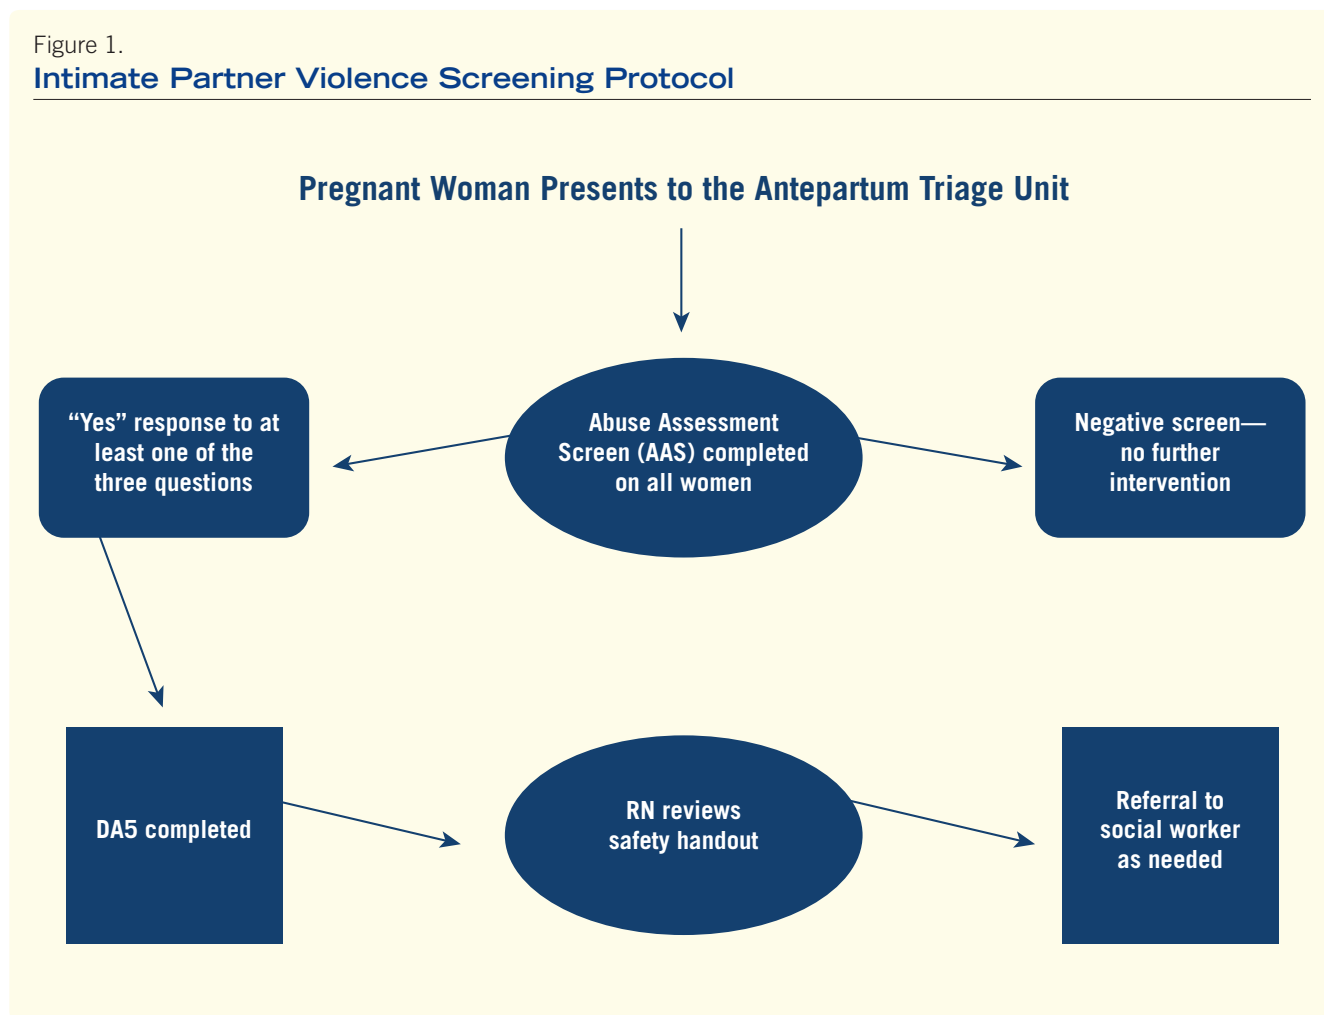 Figure 1.
Intimate Partner Violence Screening Protocol
Pregnant Woman Presents to the Antepartum Triage Unit
“Yes” response to at
least one of the
three questions
Abuse Assessment
Screen (AAS) completed
on all women
Negative screen—
no further
intervention
DA5 completed
RN reviews
safety handout
Referral to
social worker
as needed